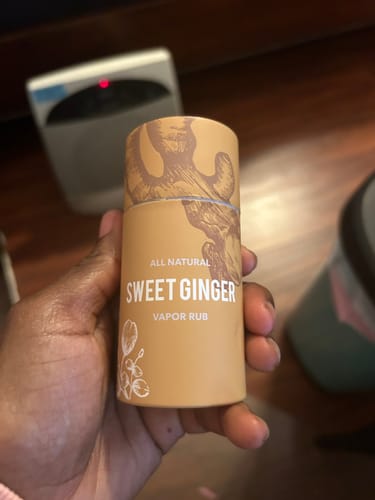 ALL NATURAL
SWEET GINGER
VAPOR RUB